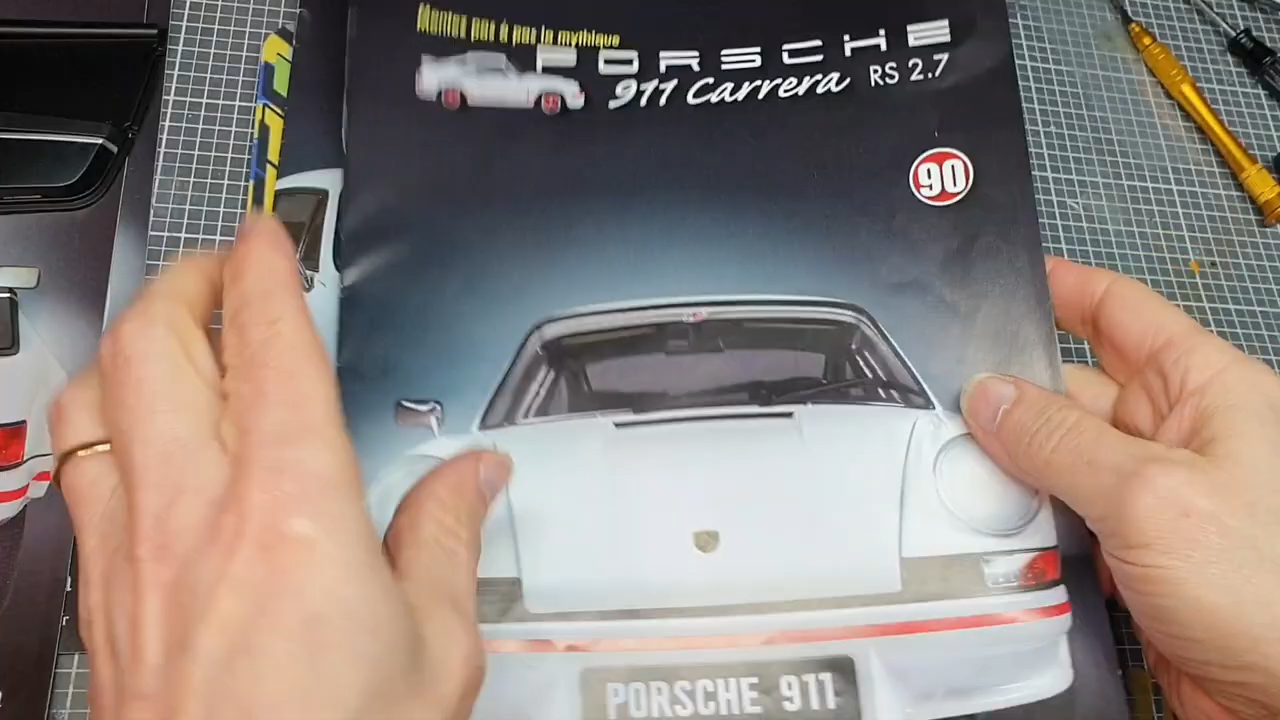 Montez pas à pas la mythique
PORSCHE
911 Carrera RS 2.7
90
PORSCHE 911